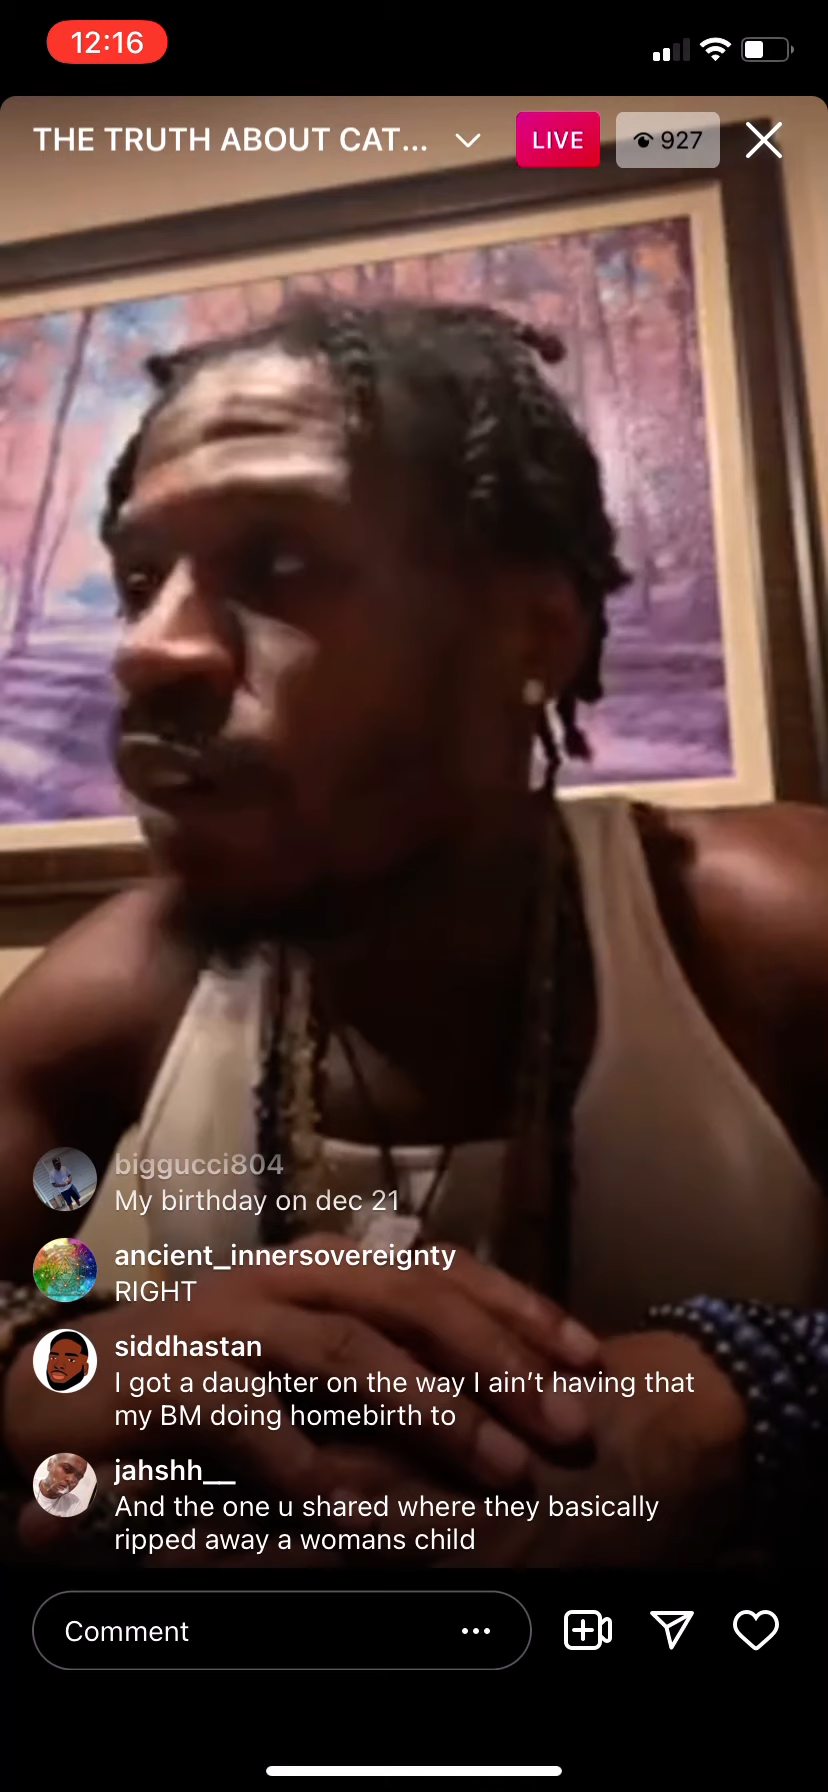 12:16
THE TRUTH ABOUT CAT...
LIVE
927
biggucci804
My birthday on dec 21
ancient_innersovereignty
RIGHT
siddhastan
I got a daughter on the way I ain’t having that
my BM doing homebirth to
jahshh__
And the one u shared where they basically
ripped away a womans child
Comment